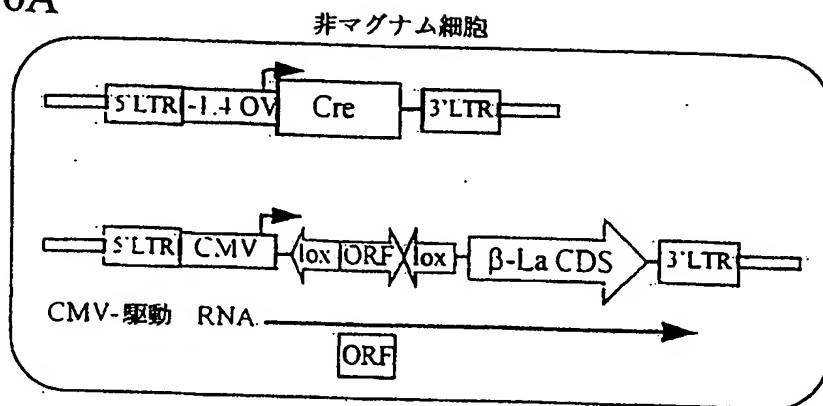 6A
非マグナム細胞
5'LTR -1.4 OV Cre 3'LTR
5'LTR CMV lox ORF lox β-La CDS 3'LTR
CMV-駆動 RNA
ORF